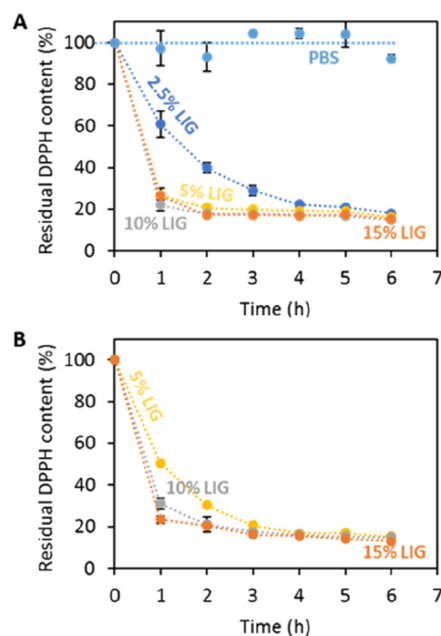 A
Residual DPPH content (%)
120
100
80
60
40
20
0
PBS
2.5% LIG
5% LIG
10% LIG
15% LIG
0 1 2 3 4 5 6 7
Time (h)
B
Residual DPPH content (%)
120
100
80
60
40
20
0
5% LIG
10% LIG
15% LIG
0 1 2 3 4 5 6 7
Time (h)